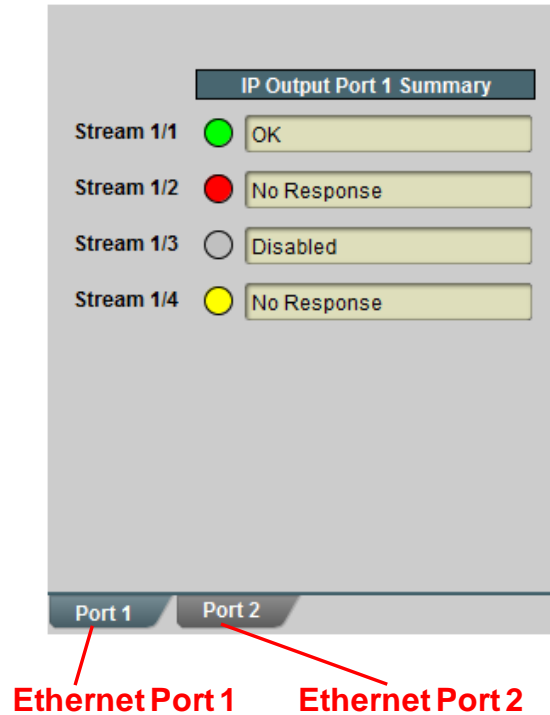 IP Output Port 1 Summary
Stream 1/1 OK
Stream 1/2 No Response
Stream 1/3 Disabled
Stream 1/4 No Response
Port 1 Port 2
Ethernet Port 1 Ethernet Port 2